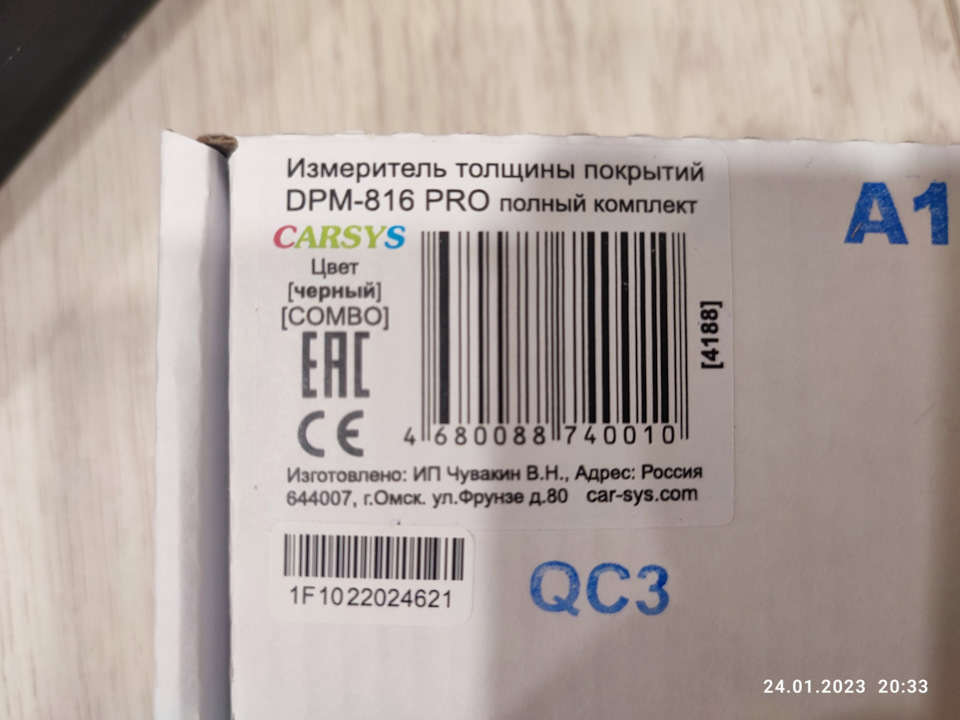 Измеритель толщины покрытий
DPM-816 PRO полный комплект
CARSYS
Цвет
[черный]
[COMBO]
EAC
CE
4 680088 740010
[4188]
Изготовлено: ИП Чувакин В.Н., Адрес: Россия
644007, г.Омск. ул.Фрунзе д.80 car-sys.com
1F1022024621
A1
QC3
24.01.2023 20:33